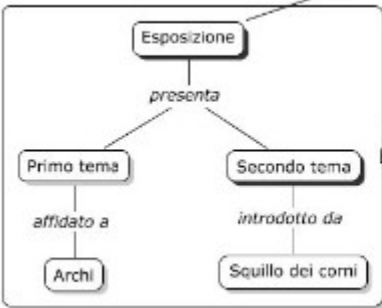 Esposizione
presenta
Primo tema
Secondo tema
affidato a
introdotto da
Archi
Squillo dei corni